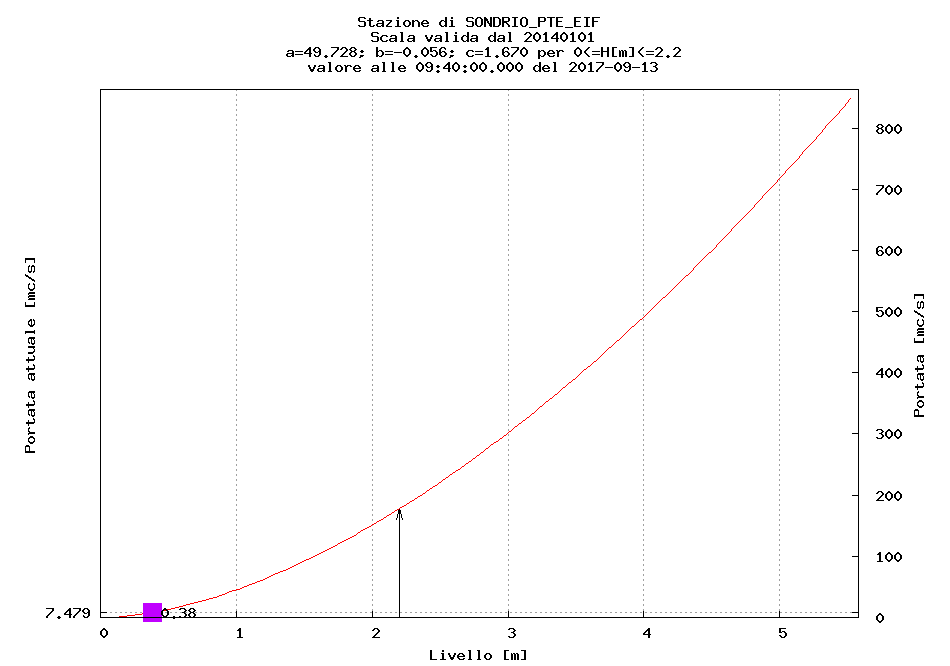 Stazione di SONDRIO_PTE_EIF
Scala valida dal 20140101
a=49.728; b=-0.056; c=1.670 per 0<=H[m]<=2.2
valore alle 09:40:00.000 del 2017-09-13
Portata attuale [mc/s]
Portata [mc/s]
800
700
600
500
400
300
200
100
0
7.479
0.38
0 1 2 3 4 5
Livello [m]